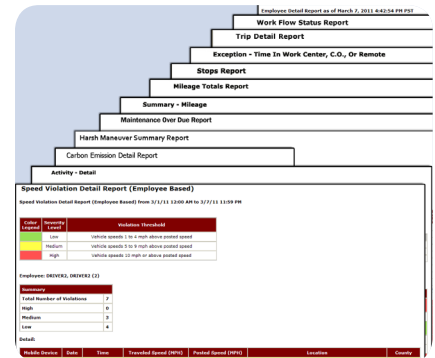 Employee Detail Report as of March 7, 2011 4:42:54 PM PST
Work Flow Status Report
Trip Detail Report
Exception - Time In Work Center, C.O., Or Remote
Stops Report
Mileage Totals Report
Summary - Mileage
Maintenance Over Due Report
Harsh Maneuver Summary Report
Carbon Emission Detail Report
Activity - Detail
Speed Violation Detail Report (Employee Based)
Speed Violation Detail Report (Employee Based) from 3/1/11 12:00 AM to 3/7/11 11:59 PM
Color Legend Severity Level Violation Threshold
Low Vehicle speeds 1 to 4 mph above posted speed
Medium Vehicle speeds 5 to 9 mph above posted speed
High Vehicle speeds 10 mph or above posted speed
Employee: DRIVER2, DRIVER2 (2)
Summary
Total Number of Violations 7
High 0
Medium 3
Low 4
Detail:
Mobile Device Date Time Traveled Speed (MPH) Posted Speed (MPH) Location County